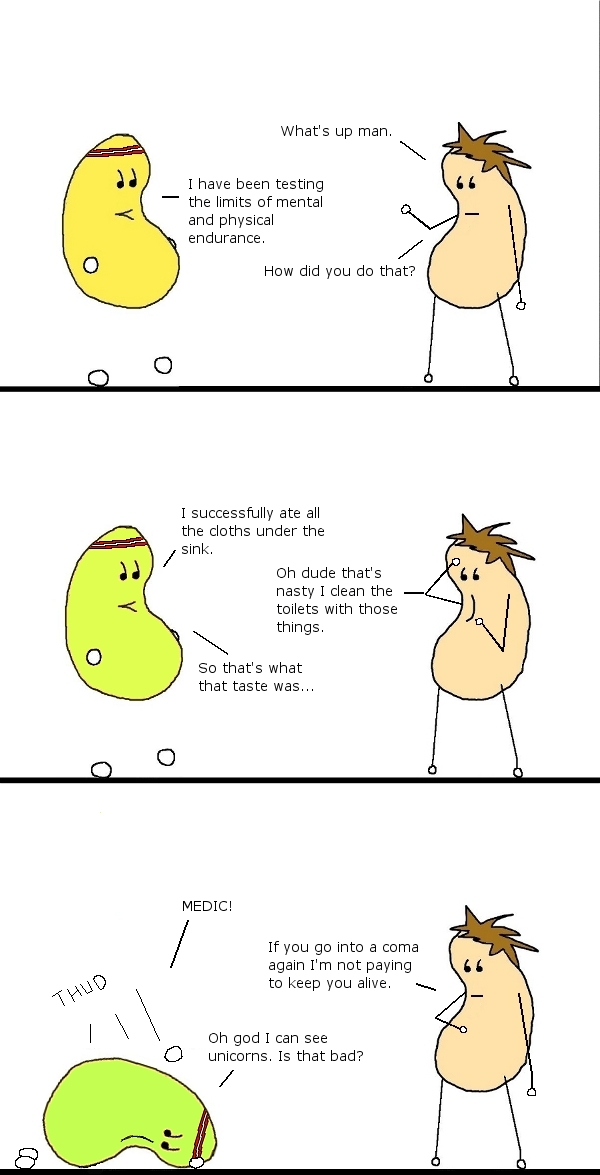 What's up man.
I have been testing
the limits of mental
and physical
endurance.
How did you do that?
I successfully ate all
the cloths under the
sink.
Oh dude that's
nasty I clean the
toilets with those
things.
So that's what
that taste was...
MEDIC!
THUD
If you go into a coma
again I'm not paying
to keep you alive.
Oh god I can see
unicorns. Is that bad?